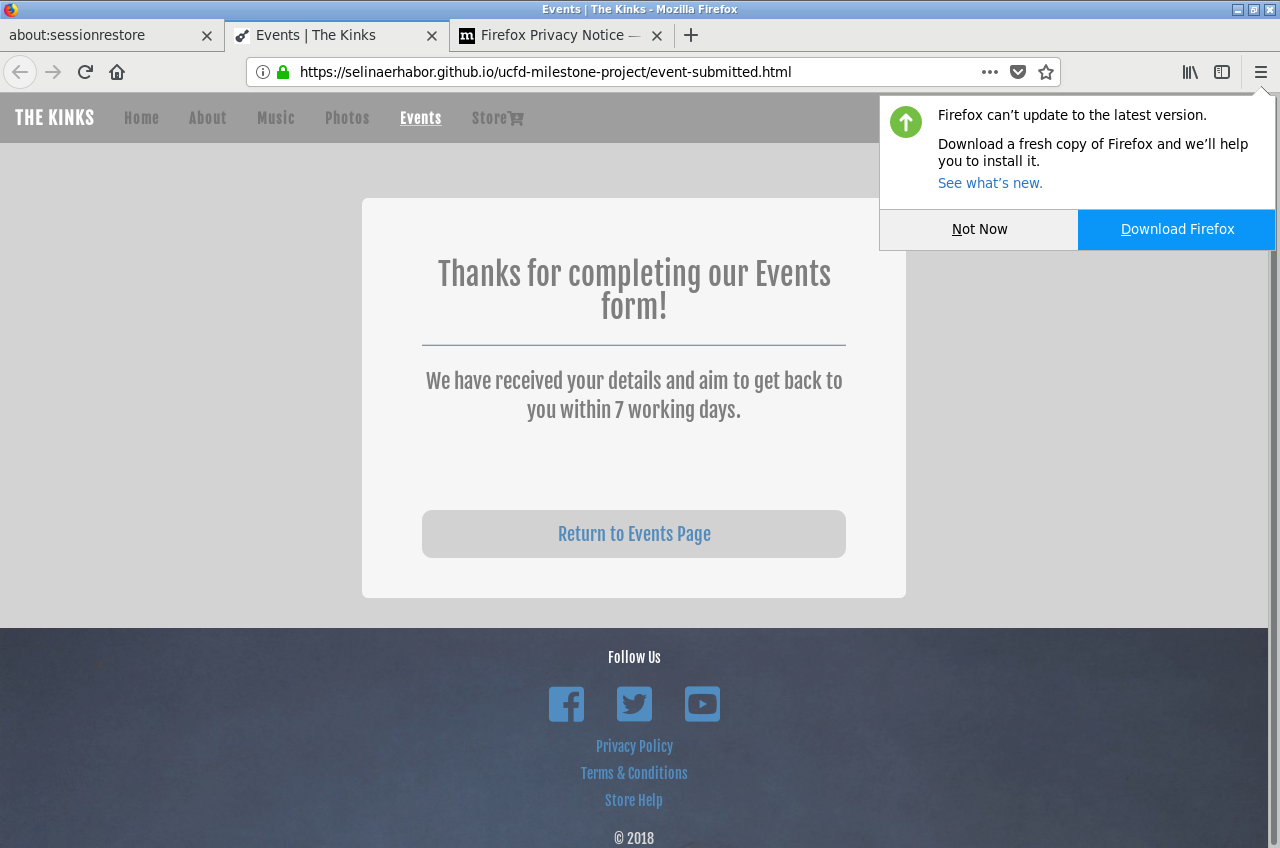 Events | The Kinks - Mozilla Firefox
about:sessionrestore
Events | The Kinks
Firefox Privacy Notice —
https://selinaerhabor.github.io/ucfd-milestone-project/event-submitted.html
THE KINKS
Home
About
Music
Photos
Events
Store
Firefox can’t update to the latest version.
Download a fresh copy of Firefox and we’ll help
you to install it.
See what’s new.
Not Now
Download Firefox
Thanks for completing our Events
form!
We have received your details and aim to get back to
you within 7 working days.
Return to Events Page
Follow Us
Privacy Policy
Terms & Conditions
Store Help
© 2018